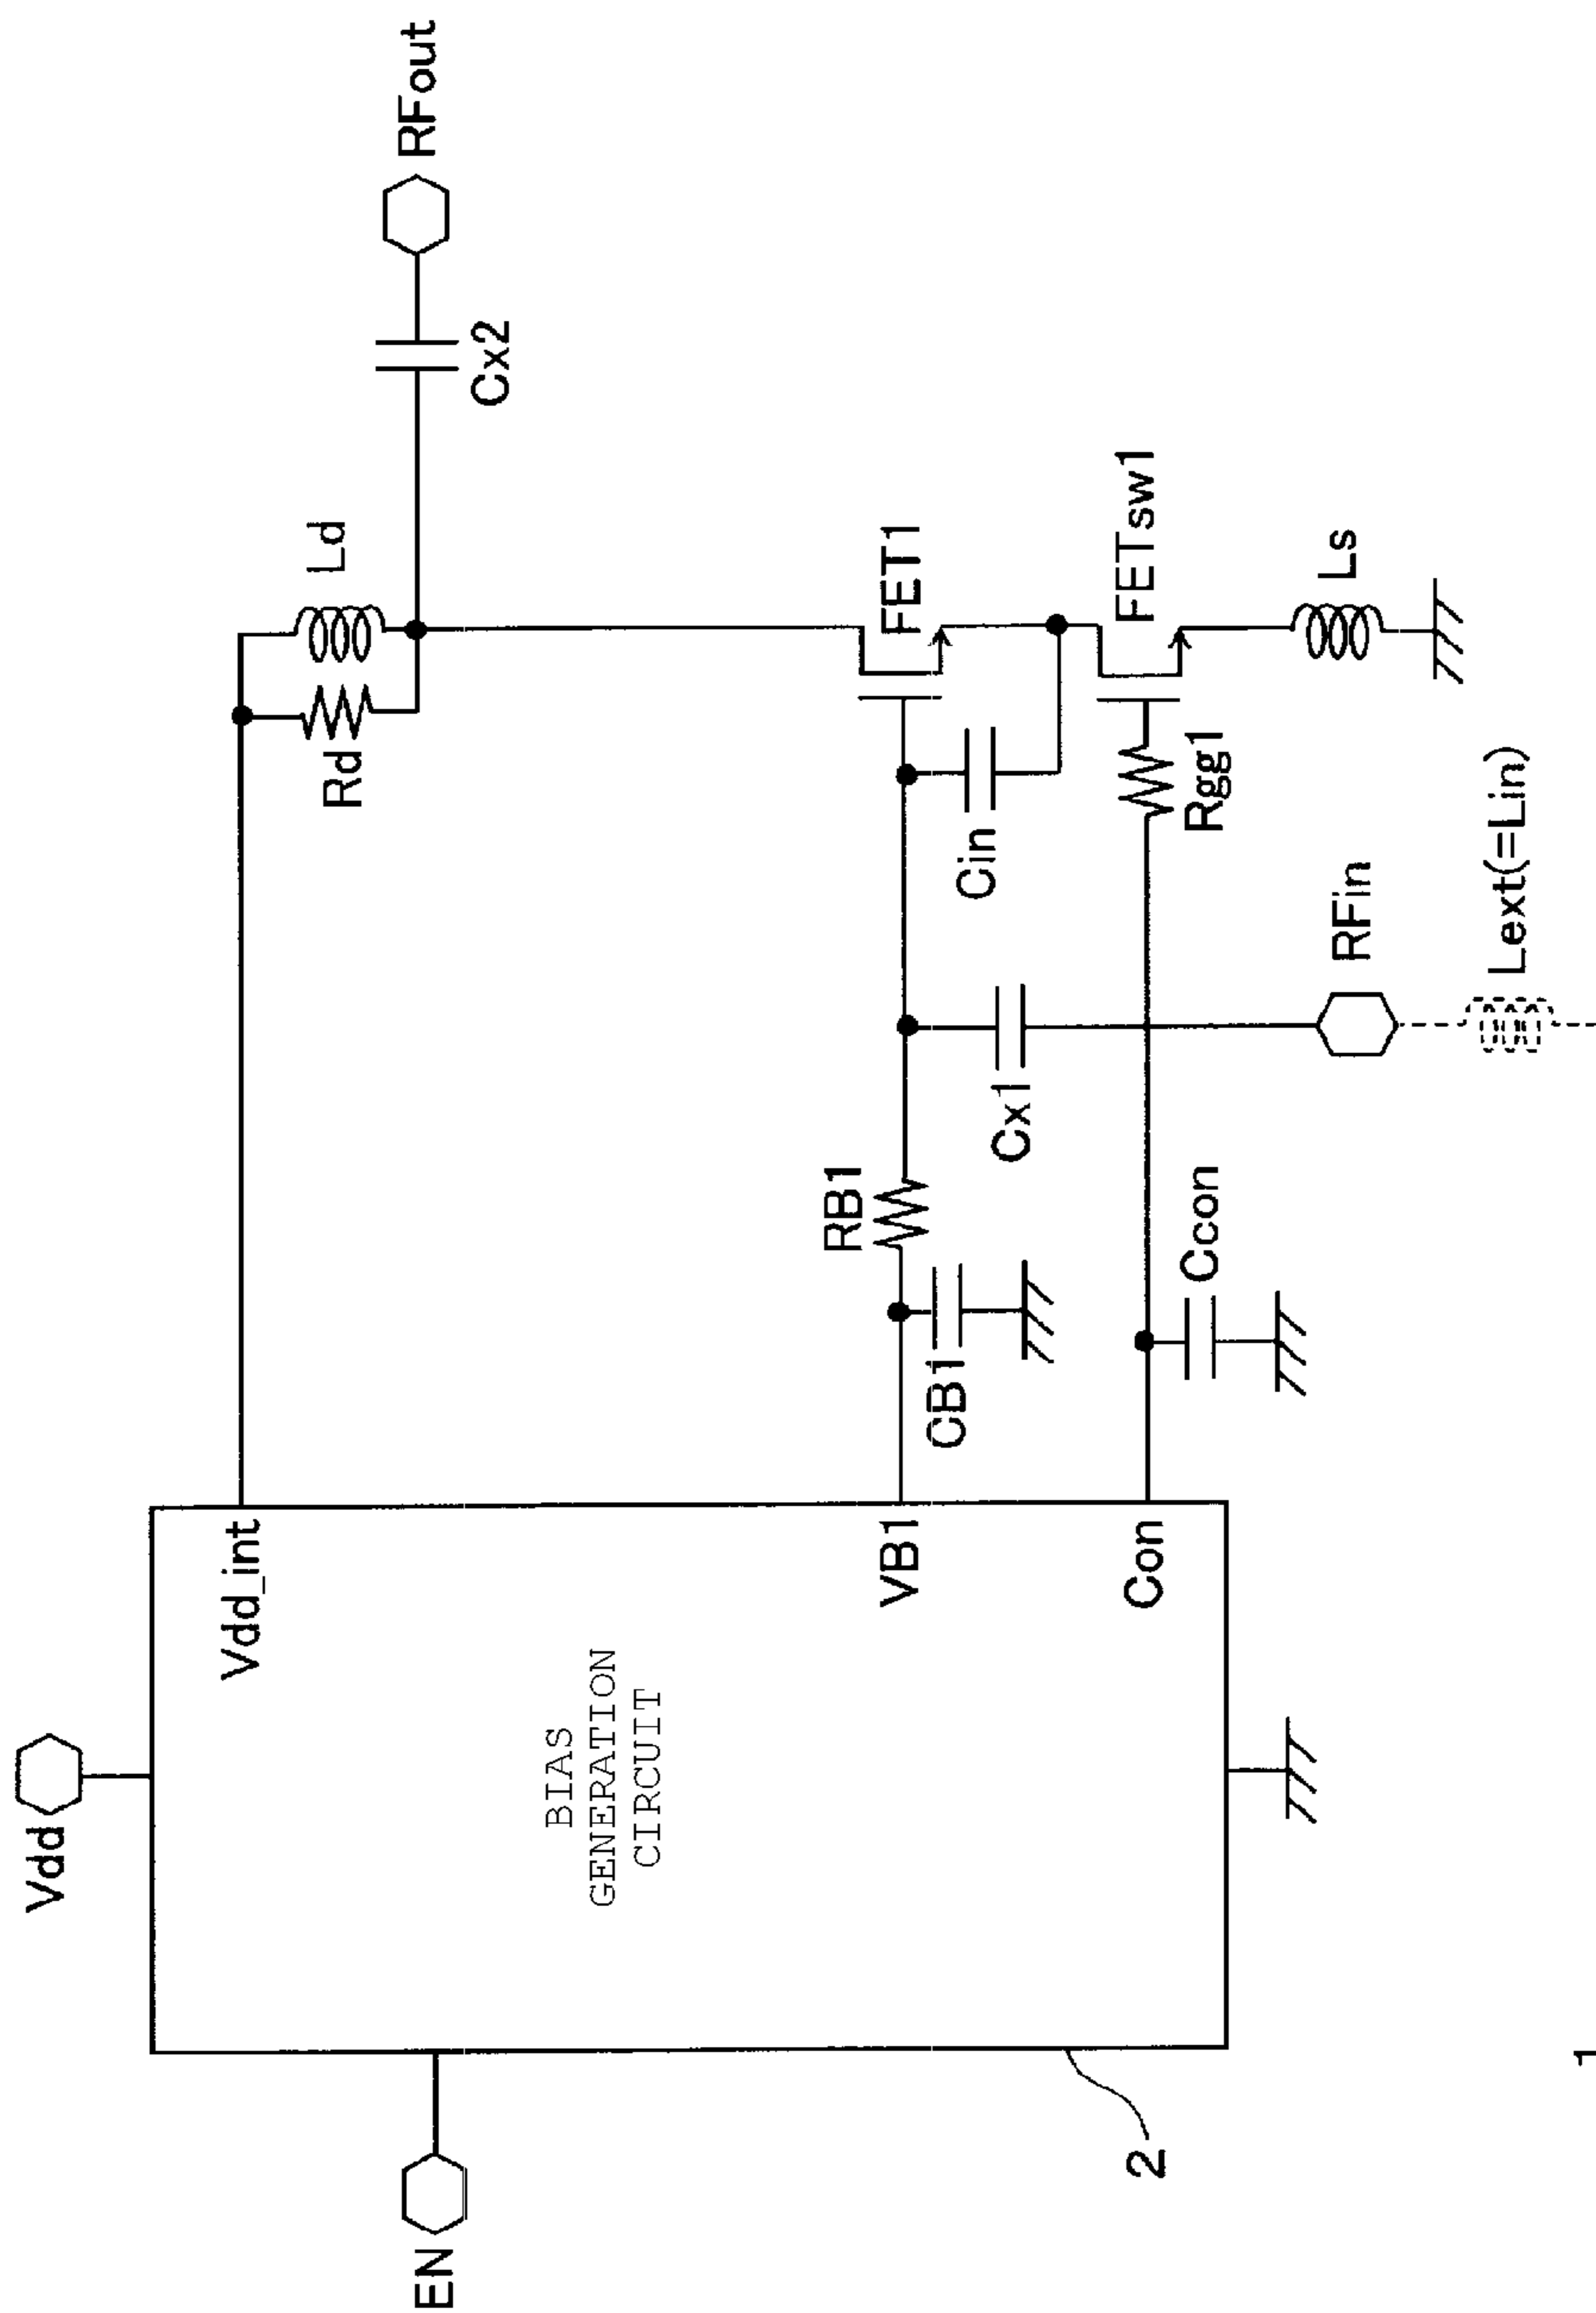 Vdd
EN
BIAS
GENERATION
CIRCUIT
2
Vdd_int
VB1
Con
CB1
RB1
Ccon
Cx1
RFin
Lext(=Lin)
Cin
Rgg1
Rd
Ld
FET1
FETsw1
Ls
Cx2
RFout
1